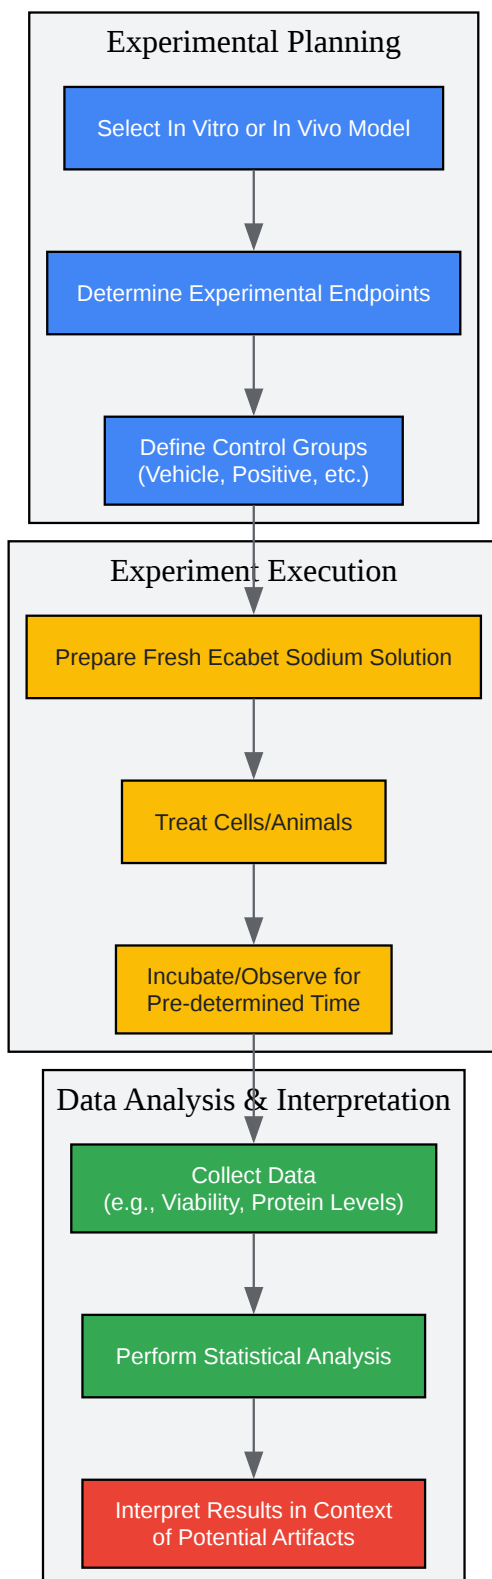 Experimental Planning
Select In Vitro or In Vivo Model
Determine Experimental Endpoints
Define Control Groups
(Vehicle, Positive, etc.)
Experiment Execution
Prepare Fresh Ecabet Sodium Solution
Treat Cells/Animals
Incubate/Observe for
Pre-determined Time
Data Analysis & Interpretation
Collect Data
(e.g., Viability, Protein Levels)
Perform Statistical Analysis
Interpret Results in Context
of Potential Artifacts